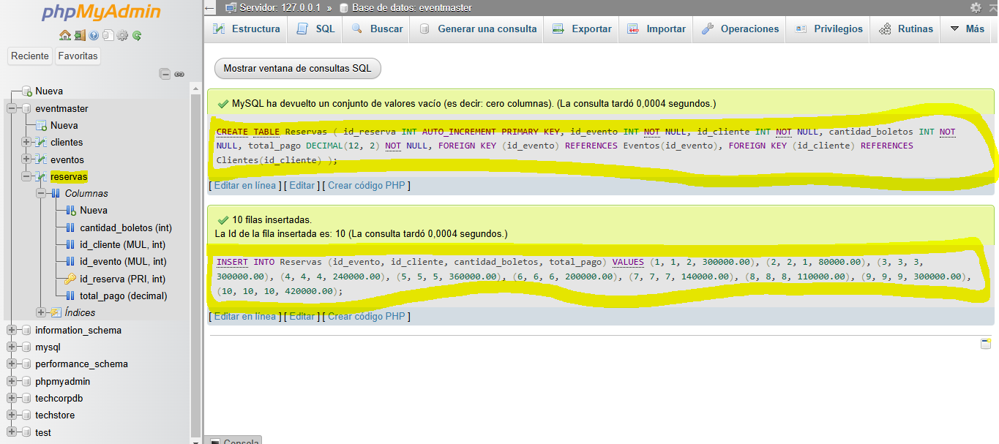 phpMyAdmin
Reciente Favoritas
Nueva
eventmaster
Nueva
clientes
eventos
reservas
Columnas
Nueva
cantidad_boletos (int)
id_cliente (MUL, int)
id_evento (MUL, int)
id_reserva (PRI, int)
total_pago (decimal)
Índices
information_schema
mysql
performance_schema
phpmyadmin
techcorpdb
techstore
test
Servidor: 127.0.0.1 » Base de datos: eventmaster
Estructura SQL Buscar Generar una consulta Exportar Importar Operaciones Privilegios Rutinas Más
Mostrar ventana de consultas SQL
MySQL ha devuelto un conjunto de valores vacío (es decir: cero columnas). (La consulta tardó 0,0004 segundos.)
CREATE TABLE Reservas ( id_reserva INT AUTO_INCREMENT PRIMARY KEY, id_evento INT NOT NULL, id_cliente INT NOT NULL, cantidad_boletos INT NOT
NULL, total_pago DECIMAL(12, 2) NOT NULL, FOREIGN KEY (id_evento) REFERENCES Eventos(id_evento), FOREIGN KEY (id_cliente) REFERENCES
Clientes(id_cliente) );
[ Editar en línea ] [ Editar ] [ Crear código PHP ]
10 filas insertadas.
La Id de la fila insertada es: 10 (La consulta tardó 0,0004 segundos.)
INSERT INTO Reservas (id_evento, id_cliente, cantidad_boletos, total_pago) VALUES (1, 1, 2, 300000.00), (2, 2, 1, 80000.00), (3, 3, 3,
300000.00), (4, 4, 4, 240000.00), (5, 5, 5, 360000.00), (6, 6, 6, 200000.00), (7, 7, 7, 140000.00), (8, 8, 8, 110000.00), (9, 9, 9, 300000.00),
(10, 10, 10, 420000.00);
[ Editar en línea ] [ Editar ] [ Crear código PHP ]
Consola